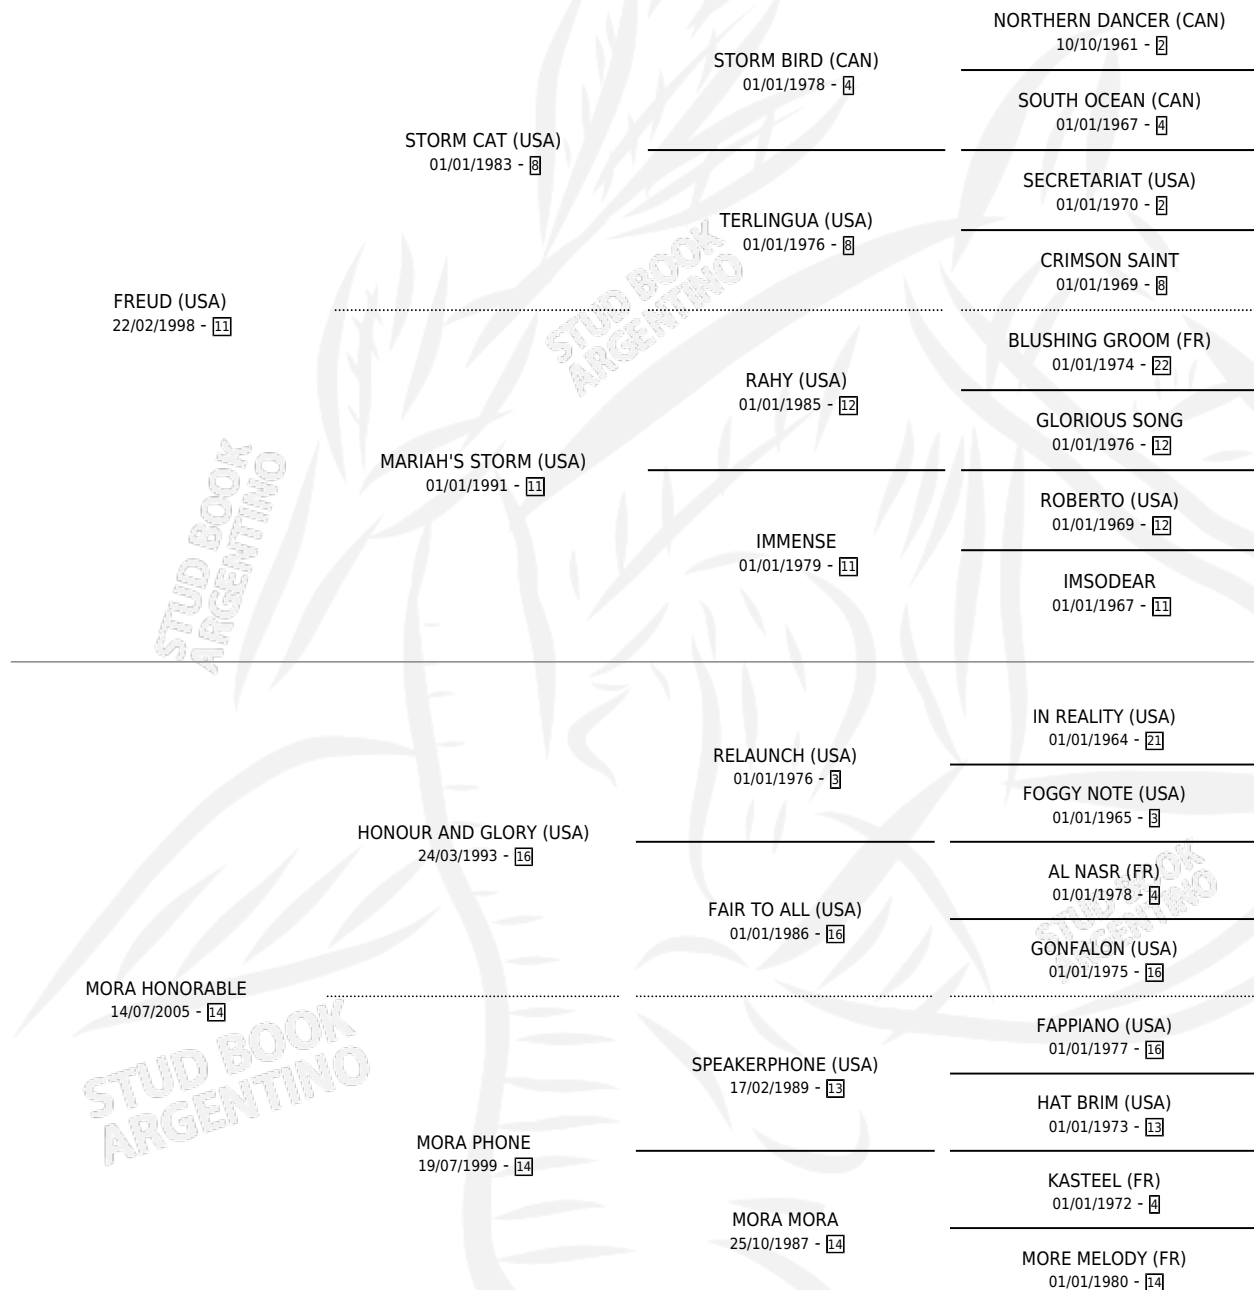 NORTHERN DANCER (CAN)
10/10/1961 - 2
STORM BIRD (CAN)
01/01/1978 - 4
SOUTH OCEAN (CAN)
01/01/1967 - 4
STORM CAT (USA)
01/01/1983 - 8
SECRETARIAT (USA)
01/01/1970 - 2
TERLINGUA (USA)
01/01/1976 - 8
CRIMSON SAINT
01/01/1969 - 8
FREUD (USA)
22/02/1998 - 11
BLUSHING GROOM (FR)
01/01/1974 - 22
RAHY (USA)
01/01/1985 - 12
GLORIOUS SONG
01/01/1976 - 12
MARIAH'S STORM (USA)
01/01/1991 - 11
ROBERTO (USA)
01/01/1969 - 12
IMMENSE
01/01/1979 - 11
IMSODEAR
01/01/1967 - 11
IN REALITY (USA)
01/01/1964 - 21
RELAUNCH (USA)
01/01/1976 - 3
FOGGY NOTE (USA)
01/01/1965 - 3
HONOUR AND GLORY (USA)
24/03/1993 - 16
AL NASR (FR)
01/01/1978 - 4
FAIR TO ALL (USA)
01/01/1986 - 16
GONFALON (USA)
01/01/1975 - 16
MORA HONORABLE
14/07/2005 - 14
FAPPIANO (USA)
01/01/1977 - 16
SPEAKERPHONE (USA)
17/02/1989 - 13
HAT BRIM (USA)
01/01/1973 - 13
MORA PHONE
19/07/1999 - 14
KASTEEL (FR)
01/01/1972 - 4
MORA MORA
25/10/1987 - 14
MORE MELODY (FR)
01/01/1980 - 14
STUD BOOK
ARGENTINO
STUD BOOK
ARGENTINO
STUD BOOK
ARGENTINO
STUD BOOK
ARGENTINO